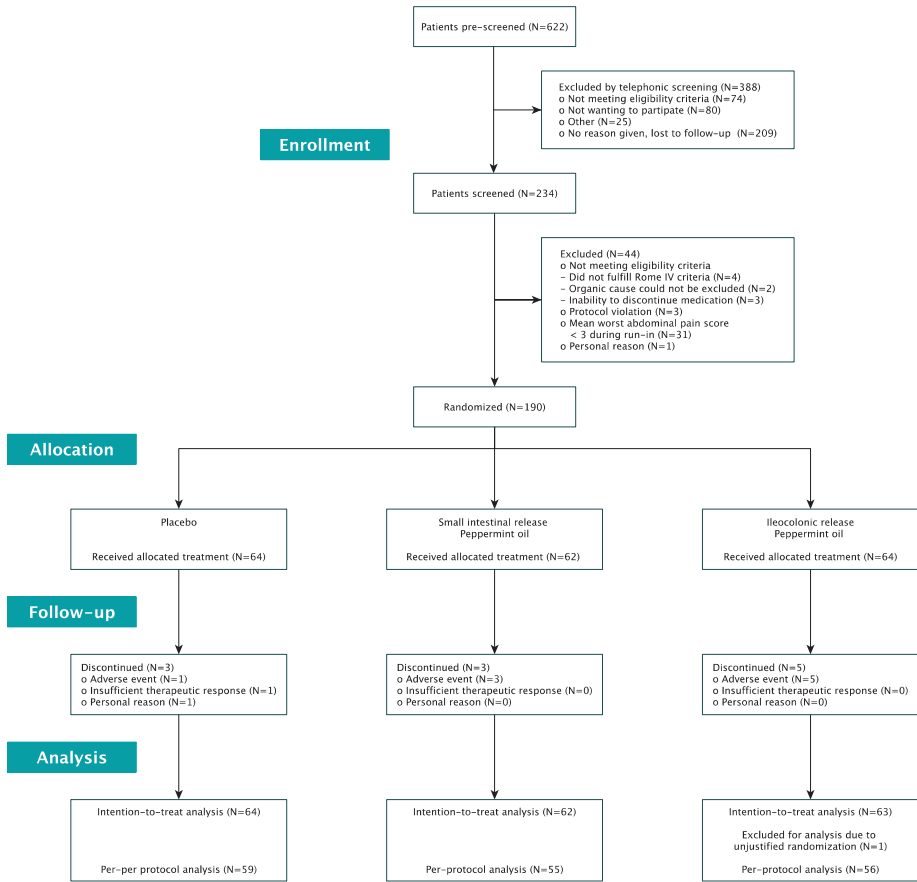 Patients pre-screened (N=622)
Excluded by telephonic screening (N=388)
o Not meeting eligibility criteria (N=74)
o Not wanting to partipate (N=80)
o Other (N=25)
o No reason given, lost to follow-up (N=209)
Enrollment
Patients screened (N=234)
Excluded (N=44)
o Not meeting eligibility criteria
– Did not fulfill Rome IV criteria (N=4)
– Organic cause could not be excluded (N=2)
– Inability to discontinue medication (N=3)
o Protocol violation (N=3)
o Mean worst abdominal pain score
< 3 during run-in (N=31)
o Personal reason (N=1)
Randomized (N=190)
Allocation
Placebo
Received allocated treatment (N=64)
Small intestinal release
Peppermint oil
Received allocated treatment (N=62)
Ileocolonic release
Peppermint oil
Received allocated treatment (N=64)
Follow-up
Discontinued (N=3)
o Adverse event (N=1)
o Insufficient therapeutic response (N=1)
o Personal reason (N=1)
Discontinued (N=3)
o Adverse event (N=3)
o Insufficient therapeutic response (N=0)
o Personal reason (N=0)
Discontinued (N=5)
o Adverse event (N=5)
o Insufficient therapeutic response (N=0)
o Personal reason (N=0)
Analysis
Intention-to-treat analysis (N=64)
Per-per protocol analysis (N=59)
Intention-to-treat analysis (N=62)
Per-protocol analysis (N=55)
Intention-to-treat analysis (N=63)
Excluded for analysis due to
unjustified randomization (N=1)
Per-protocol analysis (N=56)